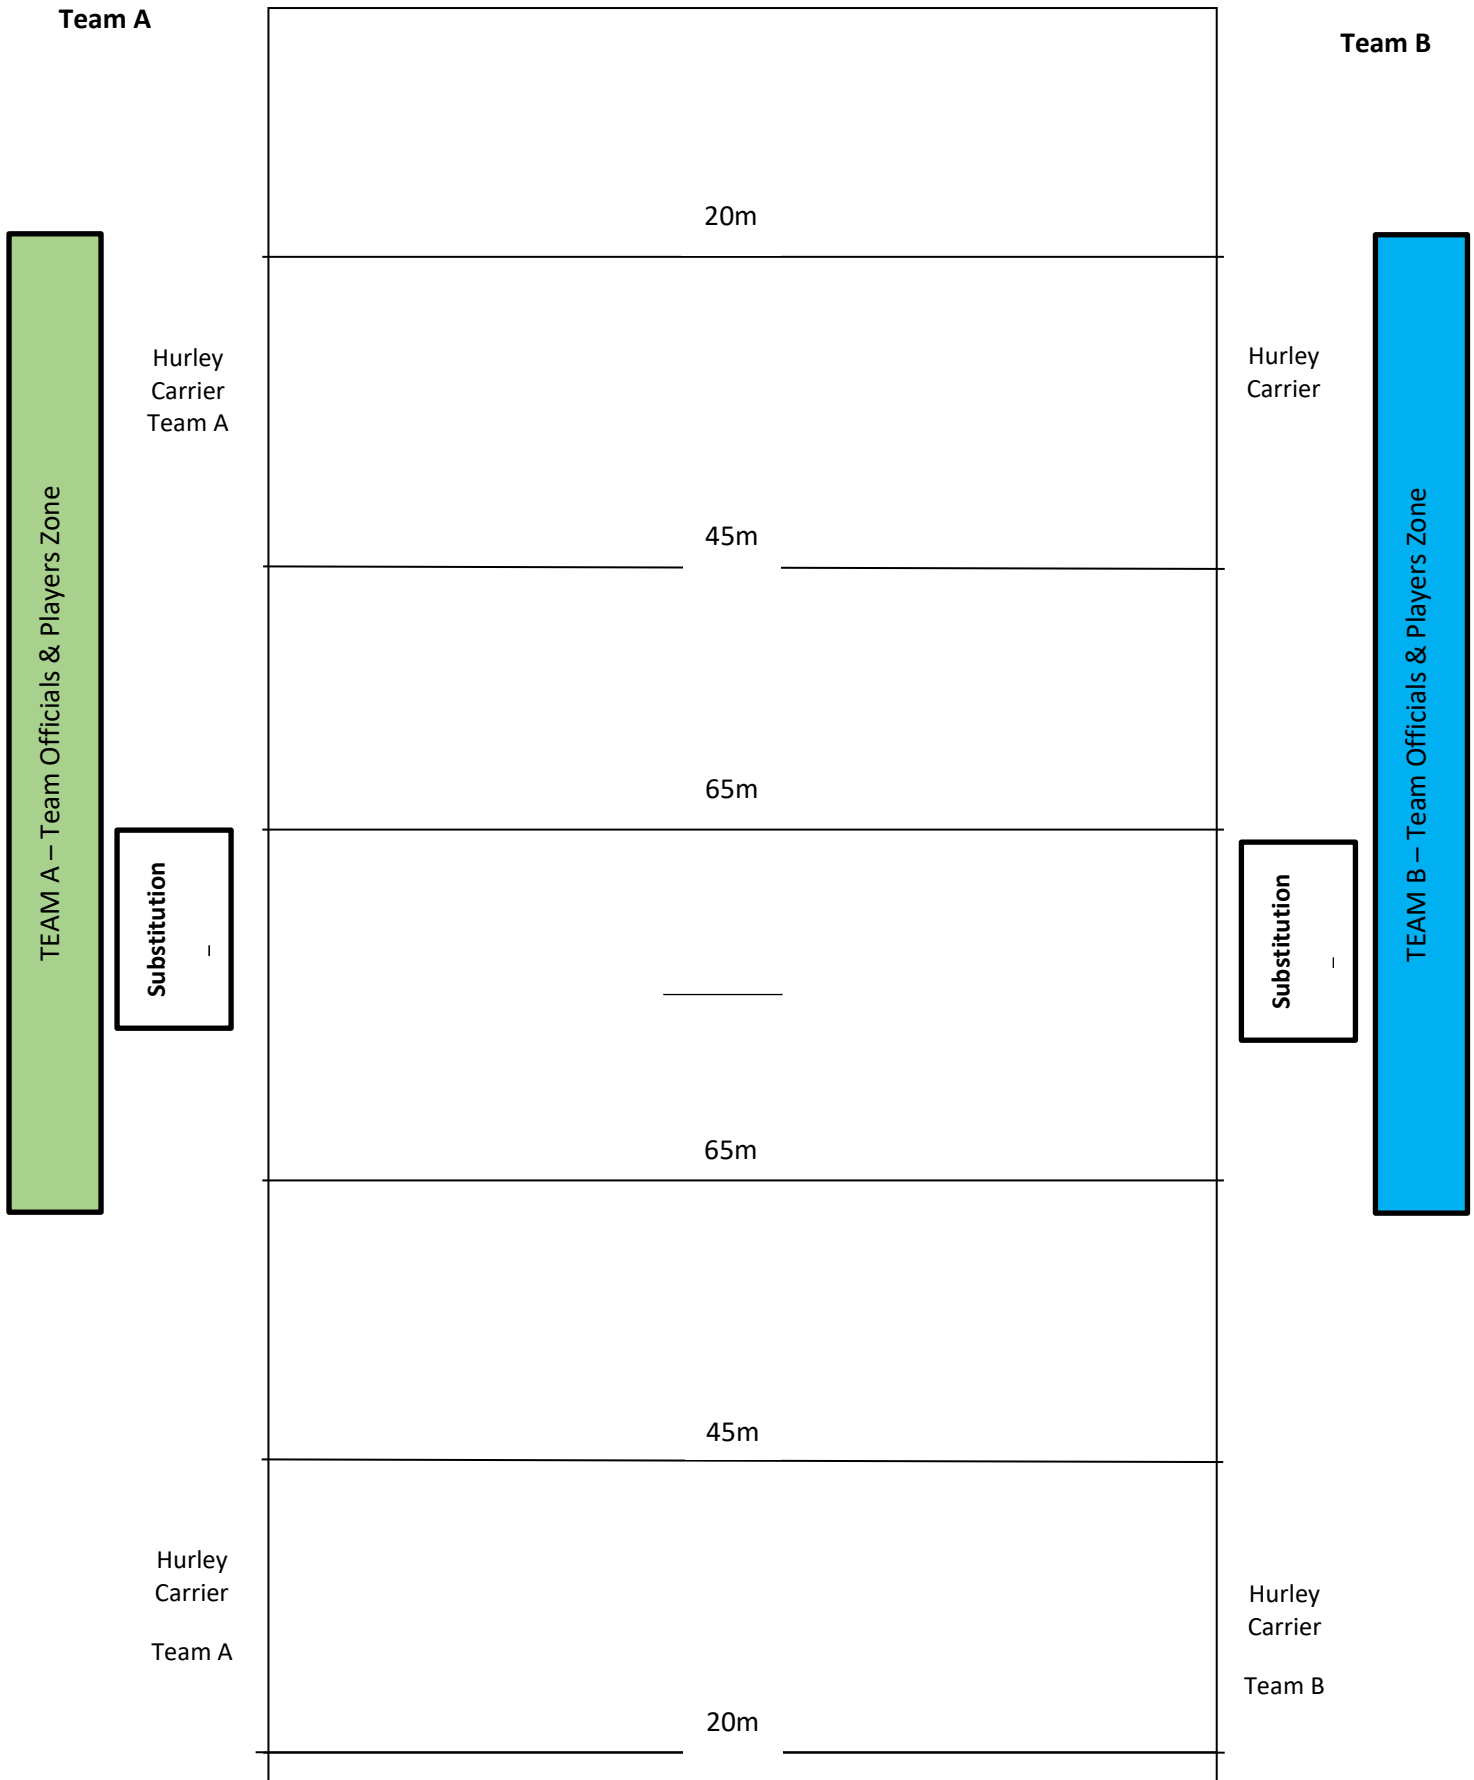 Team A
Team B
20m
Hurley
Carrier
Team A
Hurley
Carrier
45m
TEAM A – Team Officials & Players Zone
TEAM B – Team Officials & Players Zone
65m
Substitution
Substitution
65m
45m
Hurley
Carrier
Team A
Hurley
Carrier
Team B
20m